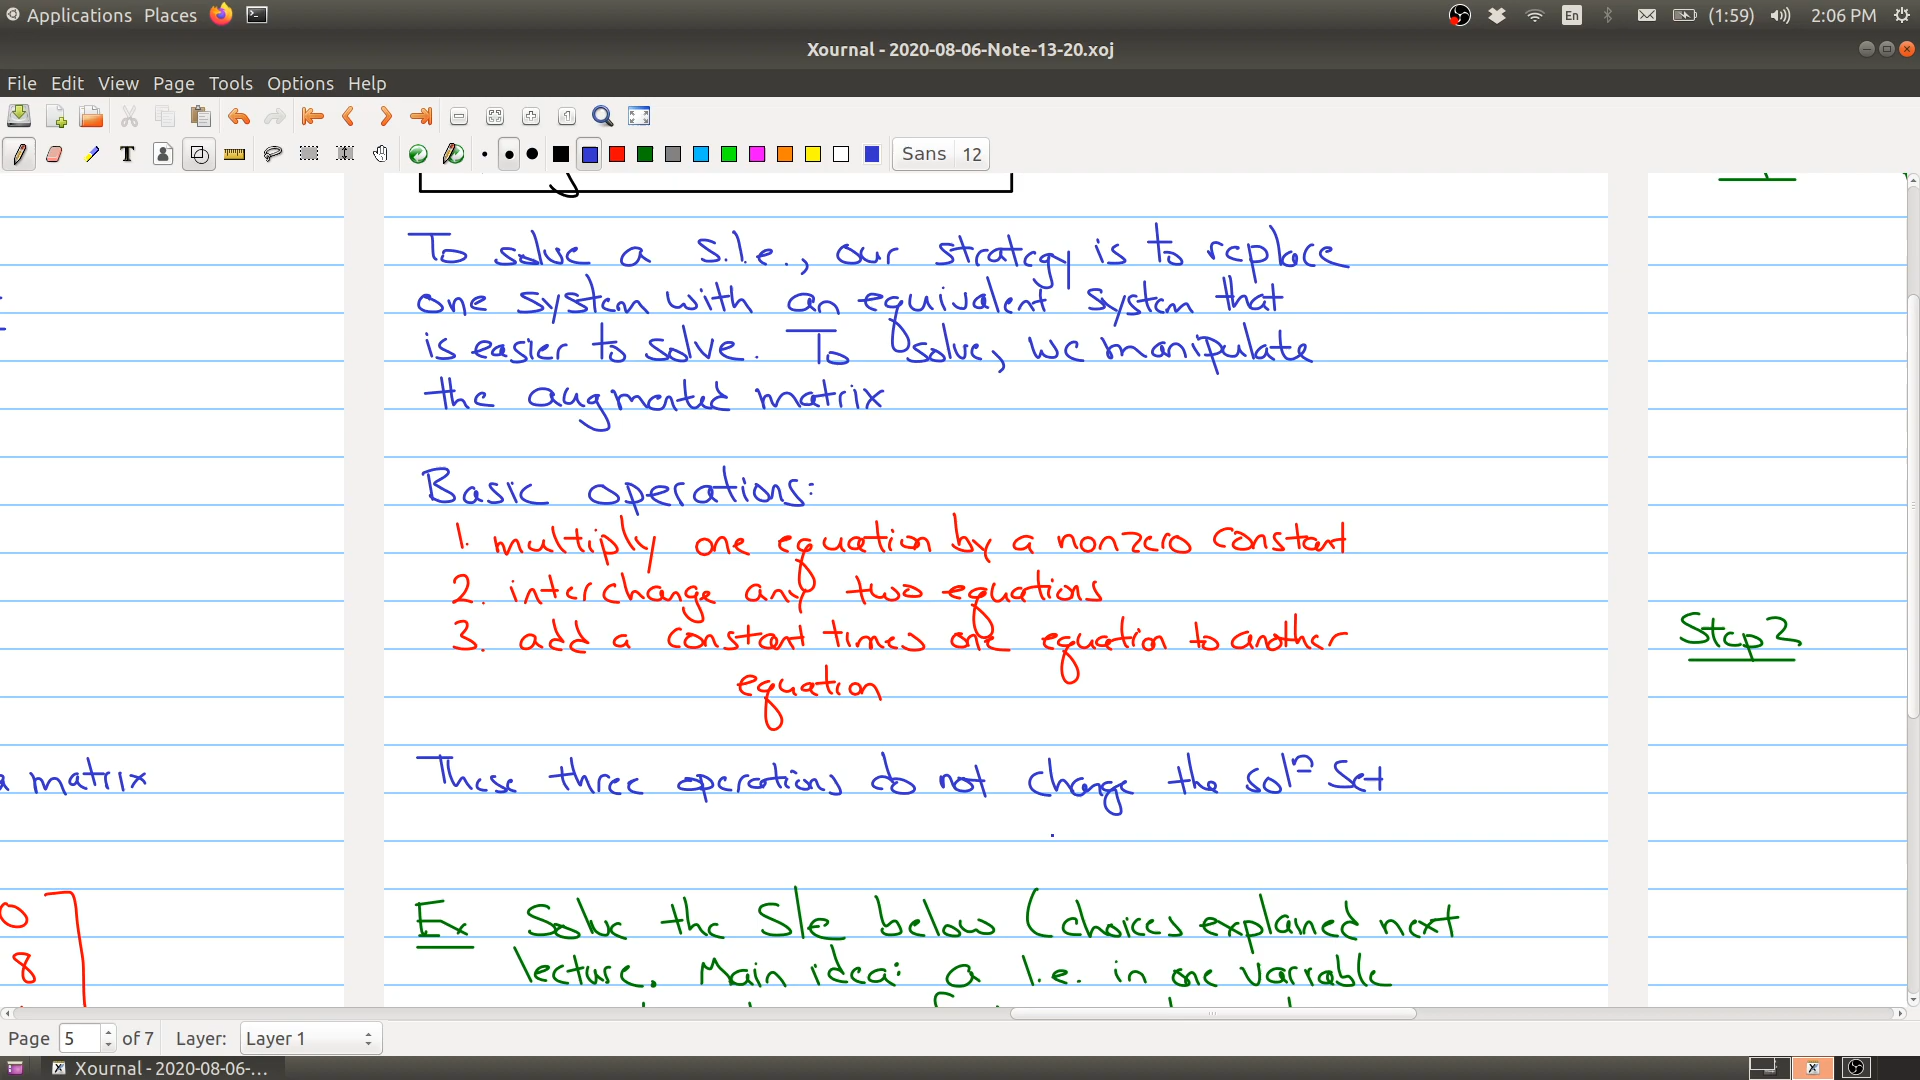 Applications Places En (1:59) 2:06 PM
Xournal - 2020-08-06-Note-13-20.xoj
File Edit View Page Tools Options Help
Sans 12
To solve a s.l.e., our strategy is to replace
one system with an equivalent system that
is easier to solve. To solve, we manipulate
the augmented matrix
Basic operations:
1. multiply one equation by a nonzero constant
2. interchange any two equations
3. add a constant times one equation to another
equation
Step 2
These three operations do not change the solⁿ set
a matrix
Ex Solve the Sle below (choices explained next
lecture. Main idea: a l.e. in one variable
0
8
Page 5 of 7 Layer: Layer 1
Xournal - 2020-08-06-...